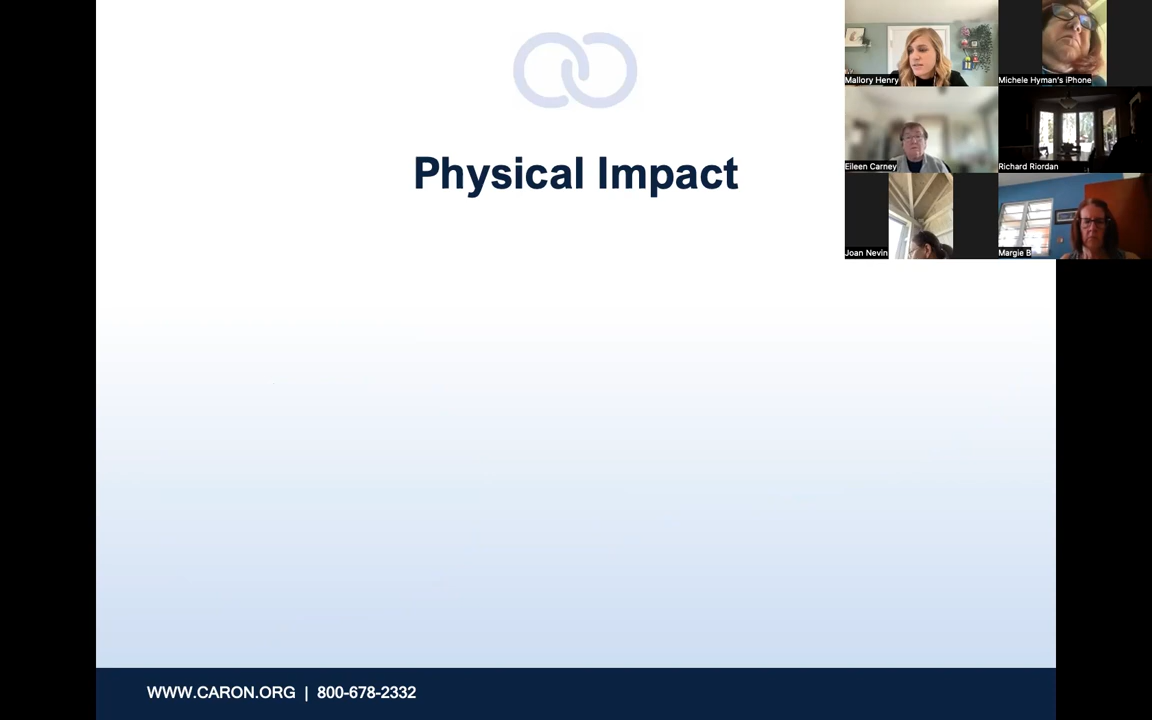 Physical Impact
Mallory Henry
Michele Hyman's iPhone
Eileen Carney
Richard Riordan
Joan Nevin
Margie B
WWW.CARON.ORG | 800-678-2332